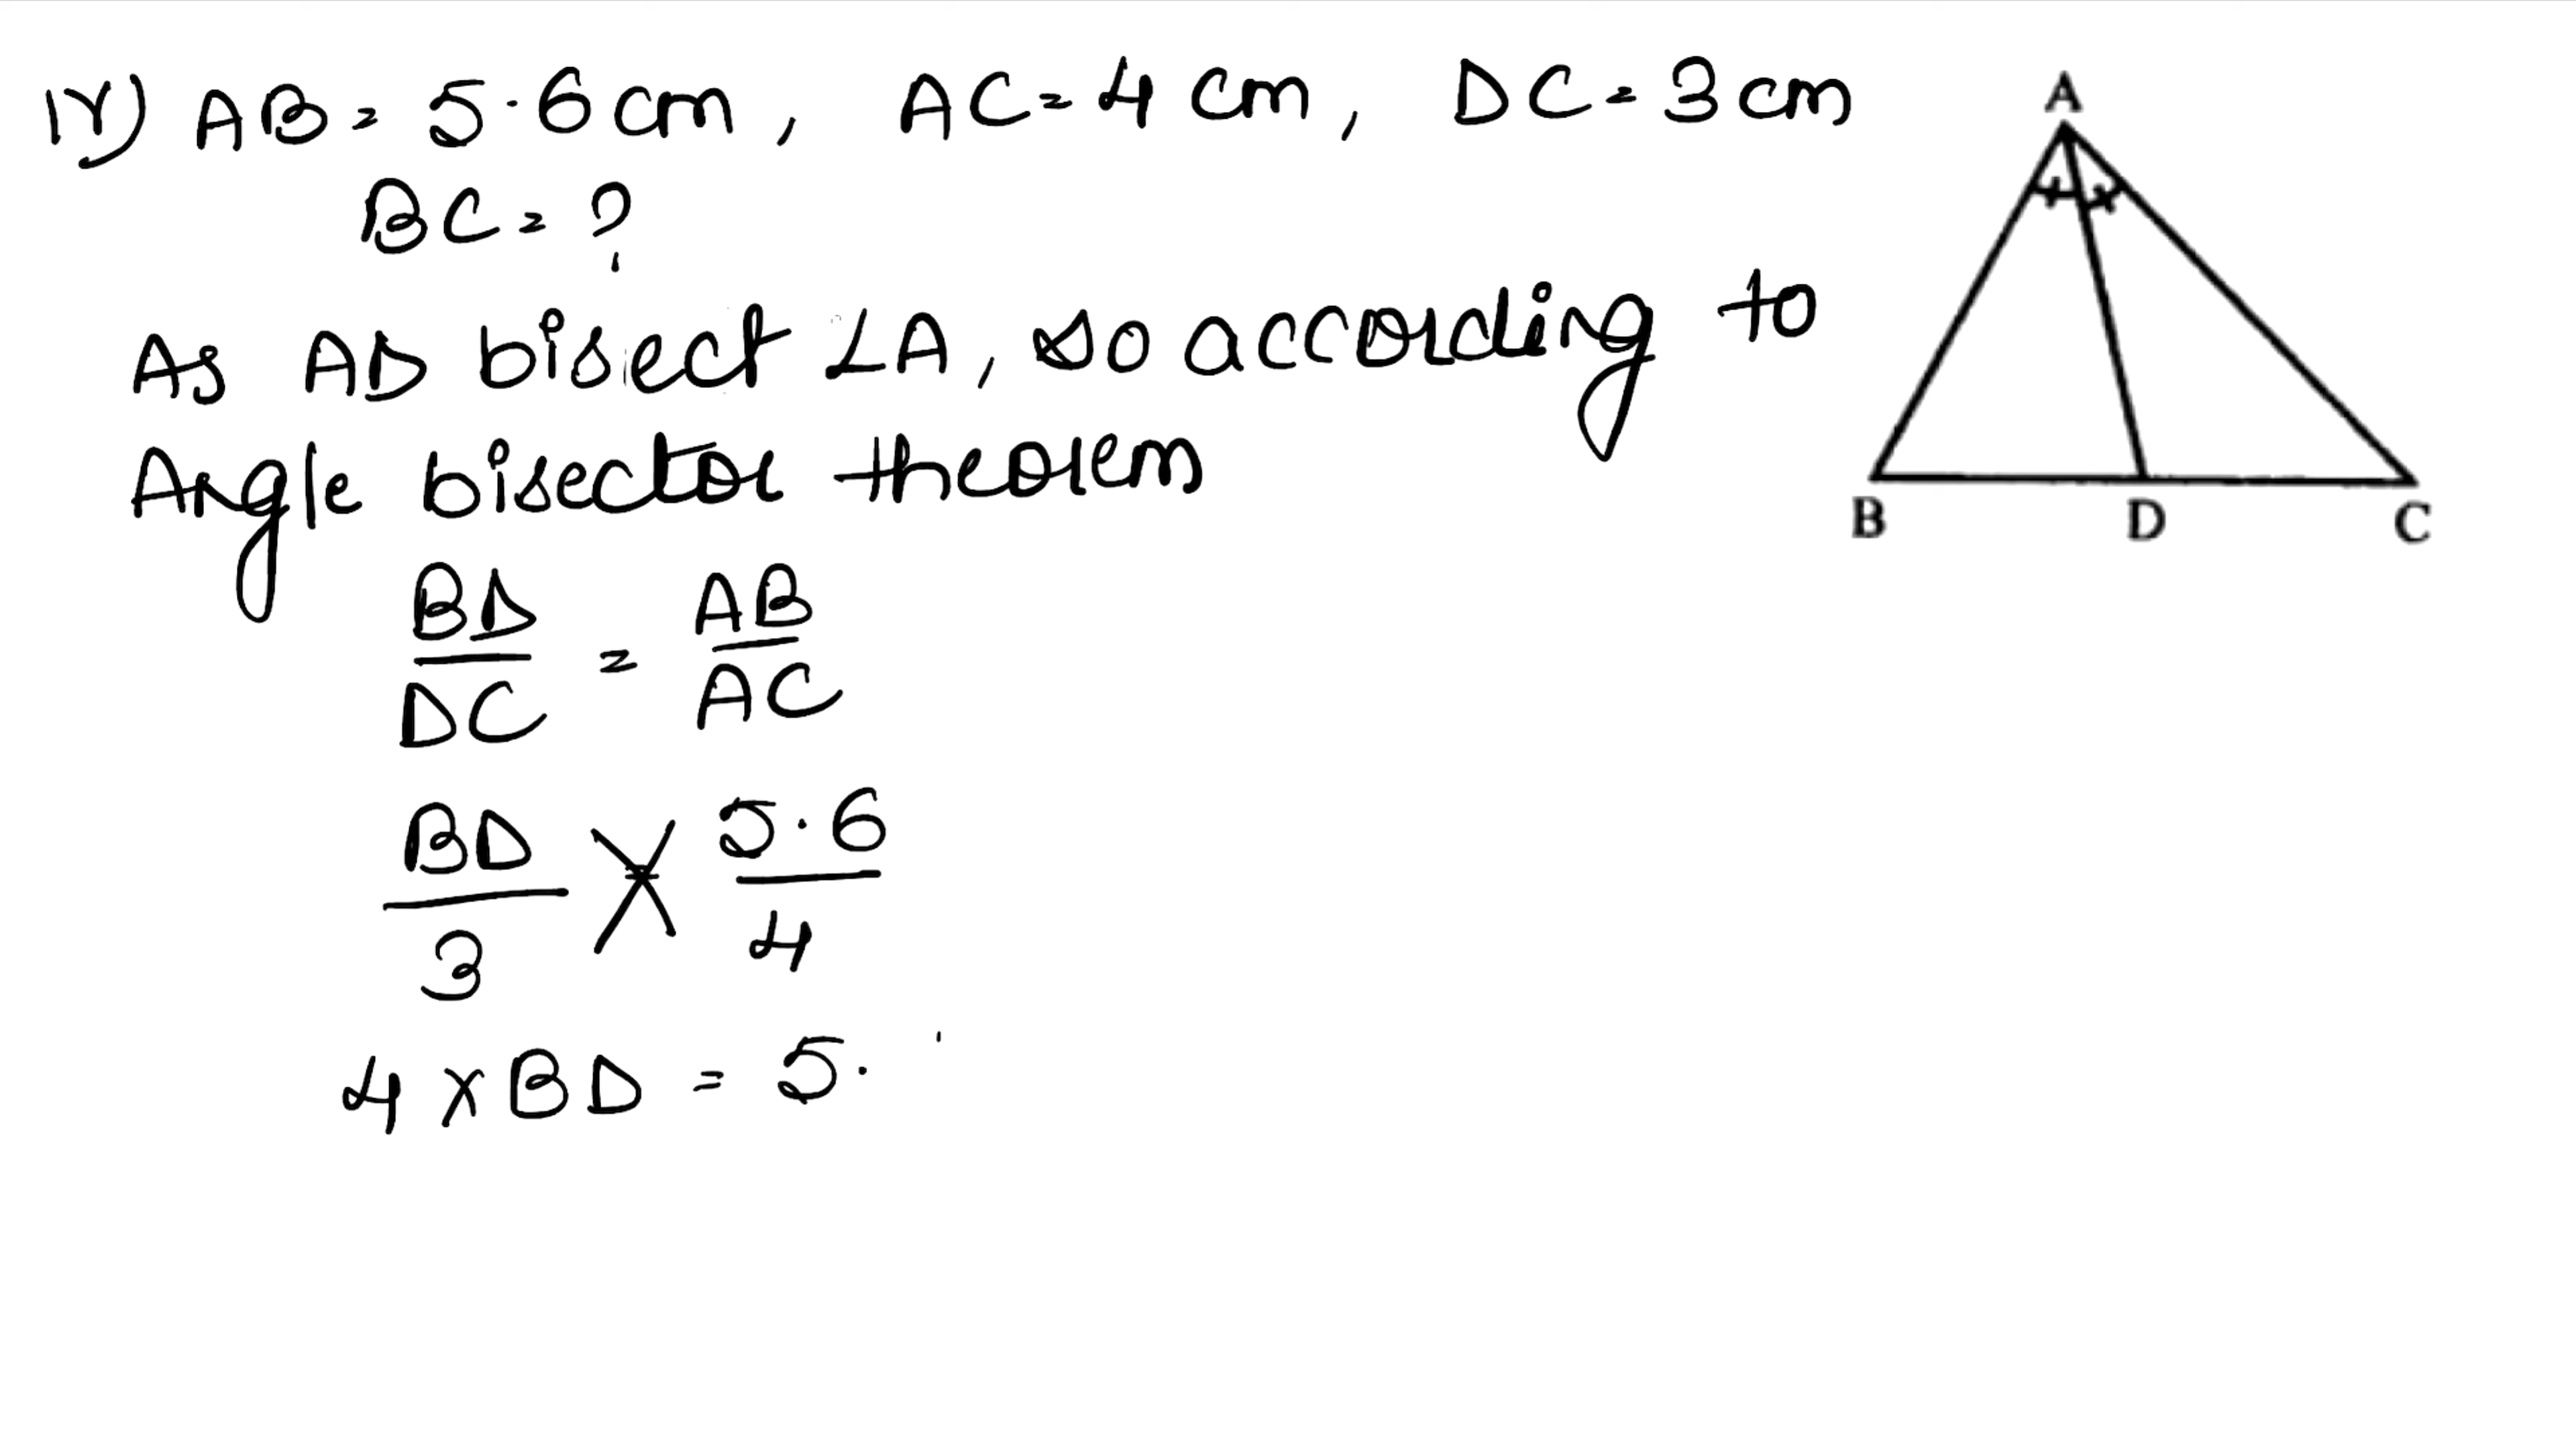 IV) AB = 5.6 cm, AC = 4 cm, DC = 3 cm
BC = ?
As AD bisect ∠A, so according to
Angle bisector theorem
BD/DC = AB/AC
BD/3 = 5.6/4
4 × BD = 5.
A
B
D
C